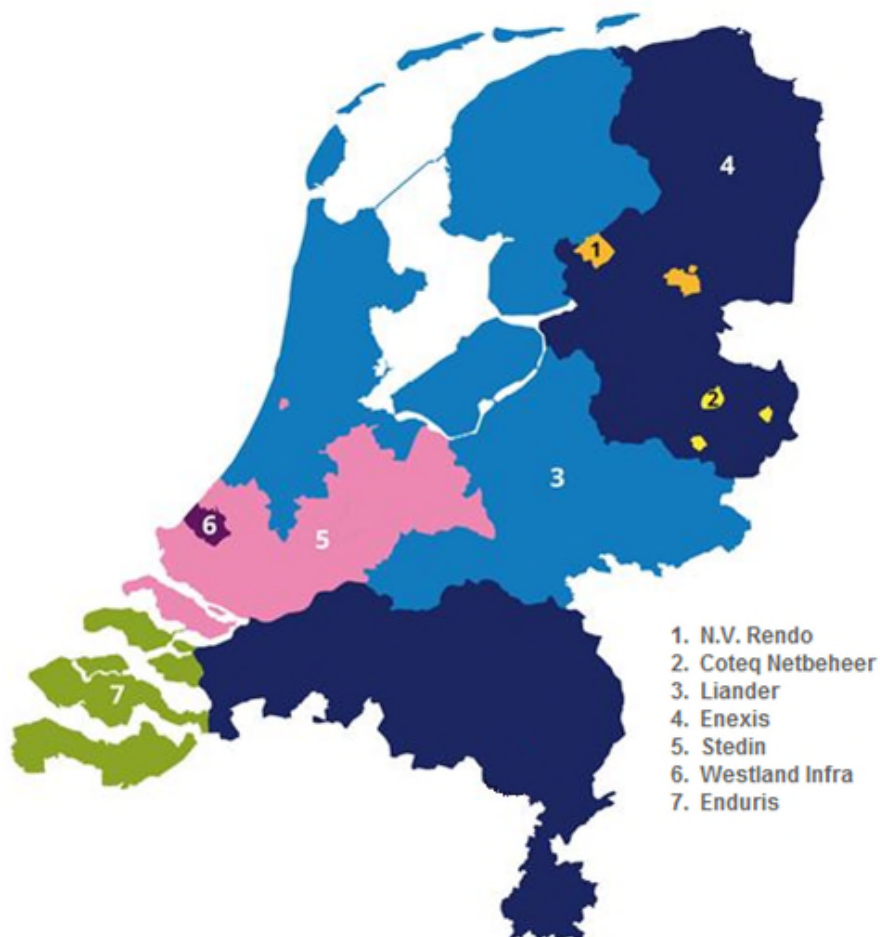 4
1
2
3
6
5
7
1. N.V. Rendo
2. Coteq Netbeheer
3. Liander
4. Enexis
5. Stedin
6. Westland Infra
7. Enduris